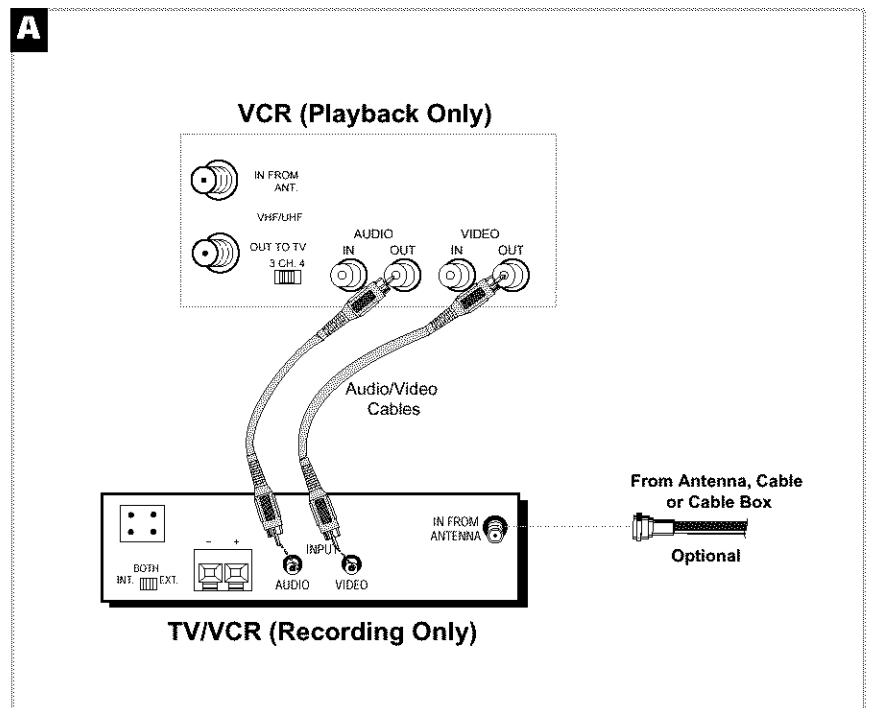 A
VCR (Playback Only)
IN FROM
ANT.
VHF/UHF
OUT TO TV
3 CH. 4
AUDIO
IN OUT
VIDEO
IN OUT
Audio/Video
Cables
From Antenna, Cable
or Cable Box
Optional
IN FROM
ANTENNA
- +
BOTH
INT. EXT.
INPUT
AUDIO VIDEO
TV/VCR (Recording Only)